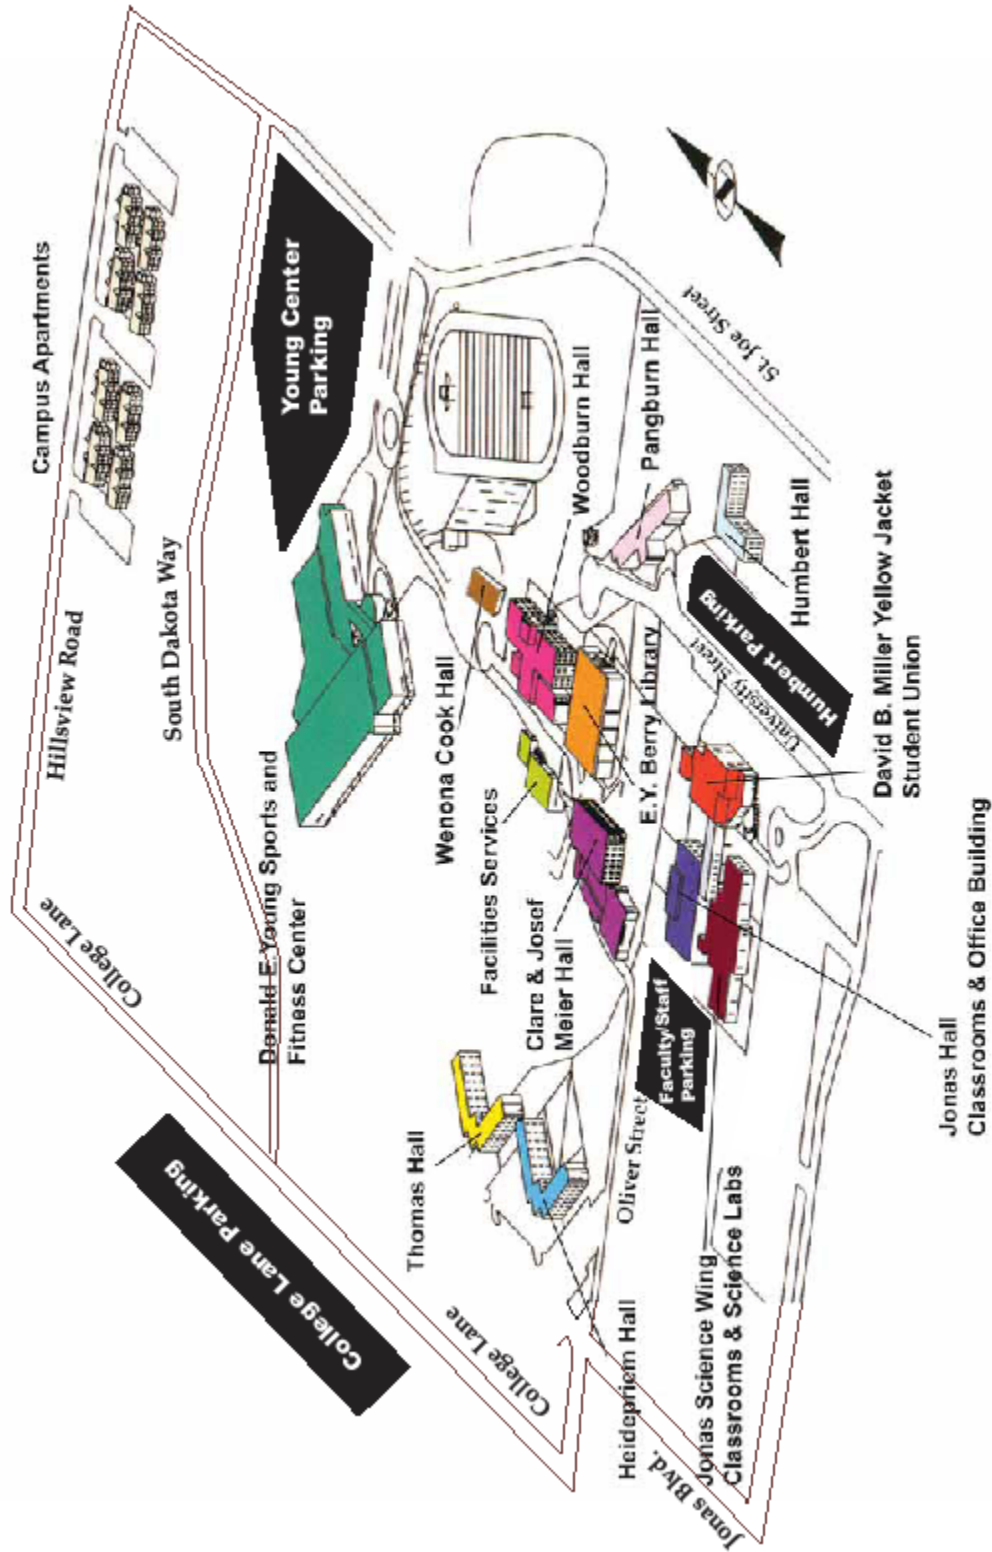 Campus Apartments
Hillsview Road
South Dakota Way
Young Center
Parking
College Lane
Donald E. Young Sports and
Fitness Center
College Lane Parking
College Lane
Thomas Hall
Wenona Cook Hall
Facilities Services
Clare & Josef
Meier Hall
Woodburn Hall
Pangburn Hall
St. Joe Street
E.Y. Berry Library
University Street
Humbert Parking
Humbert Hall
David B. Miller Yellow Jacket
Student Union
Faculty/Staff
Parking
Oliver Street
Heidepriem Hall
Jonas Science Wing
Classrooms & Science Labs
Jonas Blvd.
Jonas Hall
Classrooms & Office Building